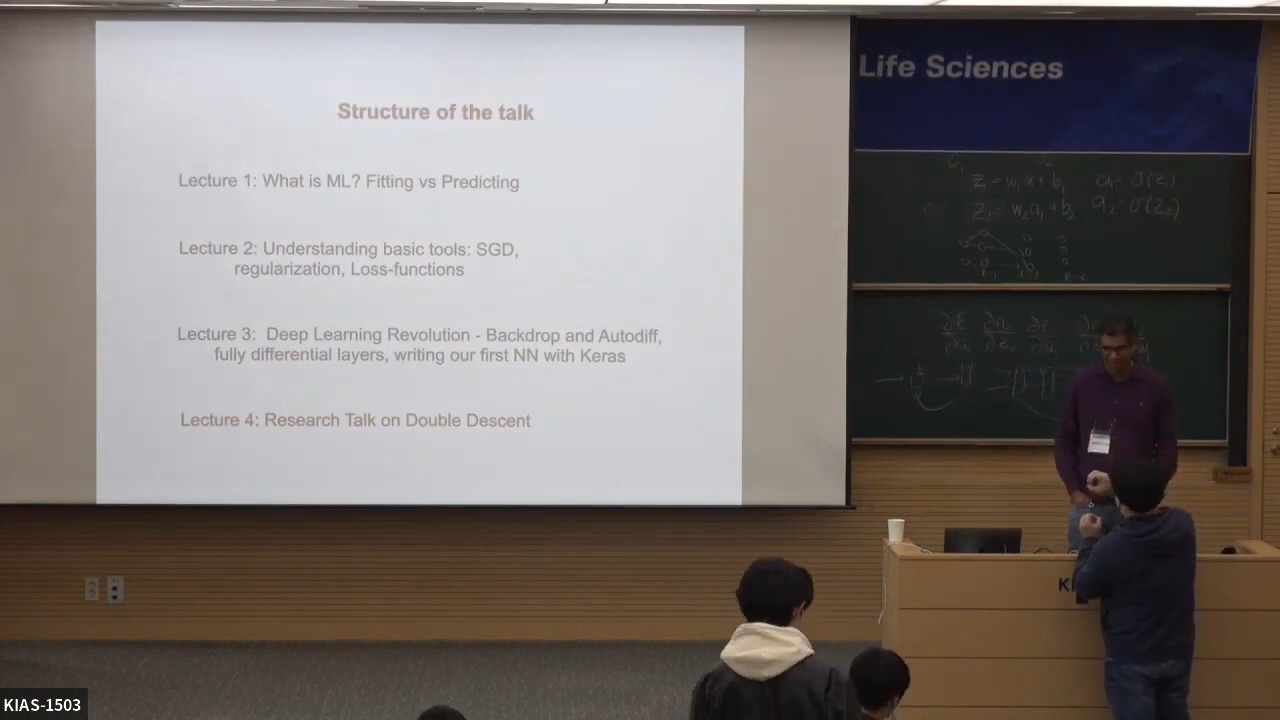 Structure of the talk
Lecture 1: What is ML? Fitting vs Predicting
Lecture 2: Understanding basic tools: SGD,
regularization, Loss-functions
Lecture 3:  Deep Learning Revolution - Backdrop and Autodiff,
fully differential layers, writing our first NN with Keras
Lecture 4: Research Talk on Double Descent
Life Sciences
z₁ = w₁x + b₁ a₁ = σ(z₁)
z₂ = w₂a₁ + b₂ a₂ = σ(z₂)
KIAS-1503